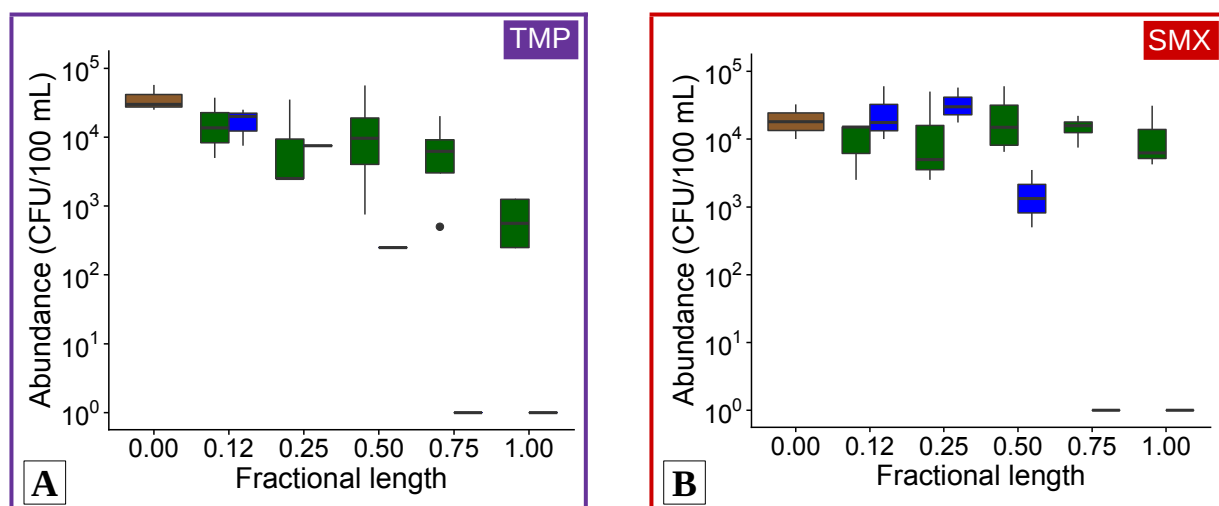 TMP
Abundance (CFU/100 mL)
10^5
10^4
10^3
10^2
10^1
10^0
0.00 0.12 0.25 0.50 0.75 1.00
Fractional length
A
SMX
Abundance (CFU/100 mL)
10^5
10^4
10^3
10^2
10^1
10^0
0.00 0.12 0.25 0.50 0.75 1.00
Fractional length
B